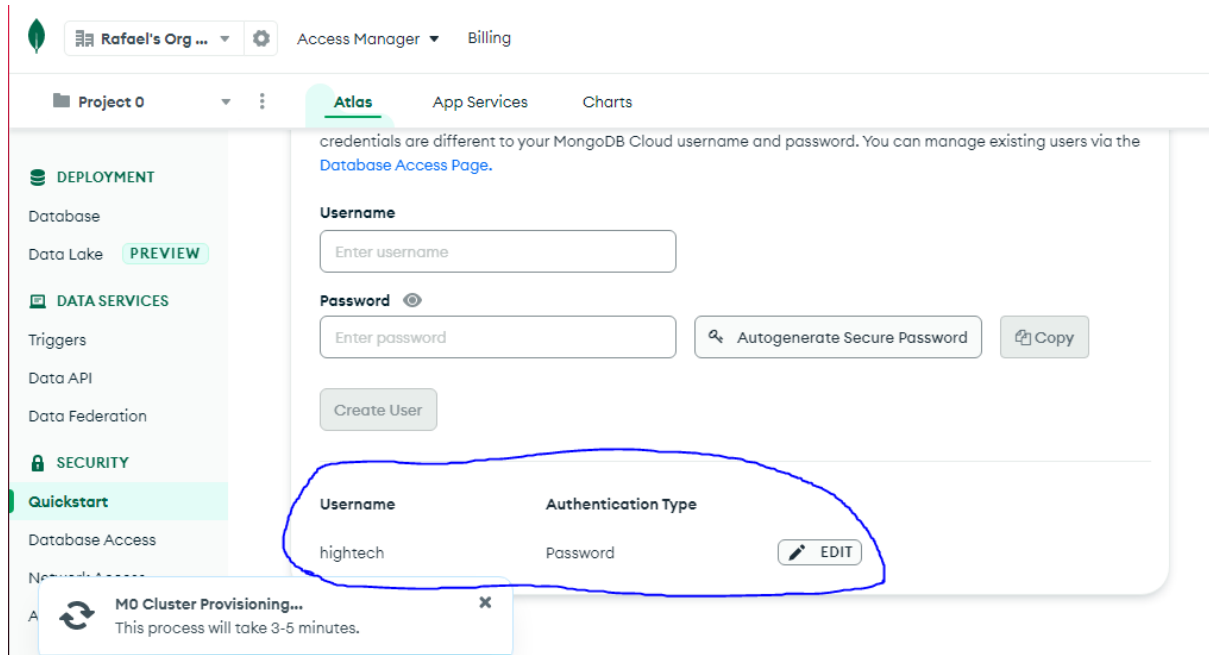 Rafael's Org ...
Access Manager
Billing
Project 0
Atlas
App Services
Charts
credentials are different to your MongoDB Cloud username and password. You can manage existing users via the
Database Access Page.
DEPLOYMENT
Database
Data Lake PREVIEW
DATA SERVICES
Triggers
Data API
Data Federation
SECURITY
Quickstart
Database Access
Network Access
A
Username
Enter username
Password
Enter password
Autogenerate Secure Password
Copy
Create User
Username Authentication Type
hightech Password EDIT
M0 Cluster Provisioning...
This process will take 3-5 minutes.